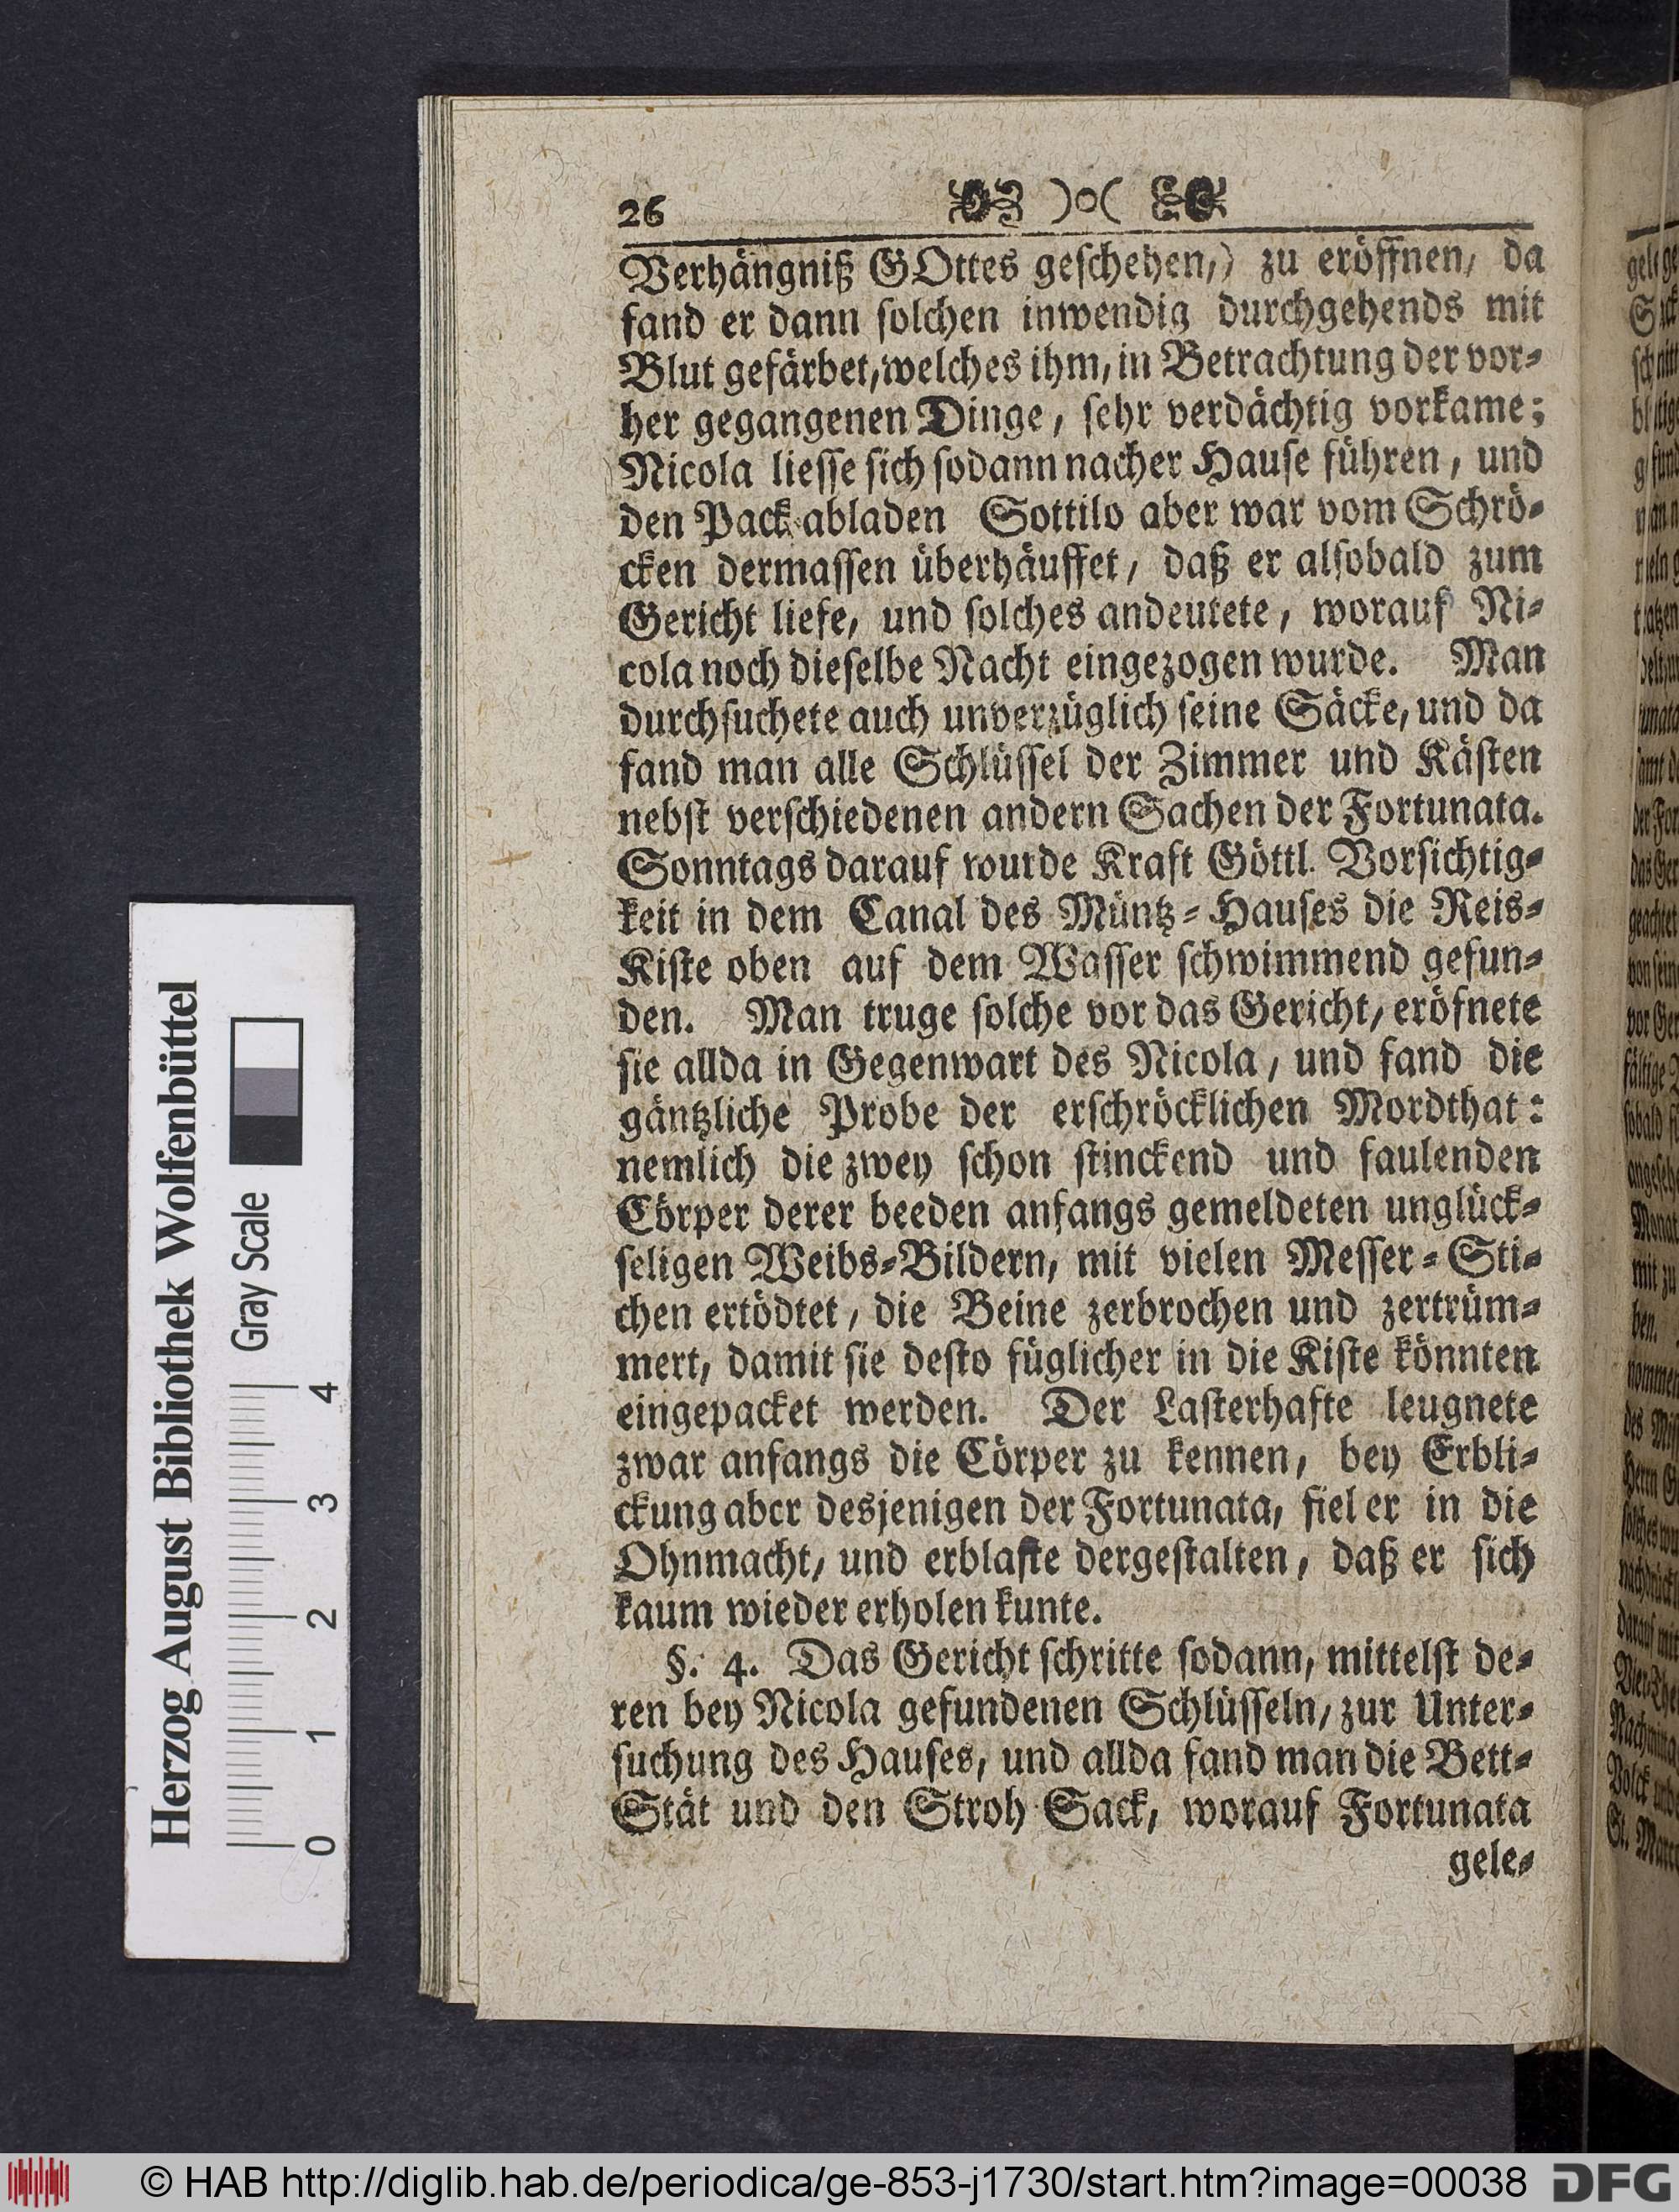 26 )o(
Verhängniß GOttes geſchehen,) zu eröffnen, da
fand er dann ſolchen inwendig durchgehends mit
Blut gefärbet, welches ihm, in Betrachtung der vor-
her gegangenen Dinge, ſehr verdächtig vorkame;
Nicola lieſſe ſich ſodann nacher Hauſe führen, und
den Pack abladen Sottilo aber war vom Schrö-
cken dermaſſen überhäuffet, daß er alſobald zum
Gericht liefe, und ſolches andeutete, worauf Ni-
cola noch dieſelbe Nacht eingezogen wurde. Man
durchſuchete auch unverzüglich ſeine Säcke, und da
fand man alle Schlüſſel der Zimmer und Käſten
nebſt verſchiedenen andern Sachen der Fortunata.
Sonntags darauf wurde Kraft Göttl. Vorſichtig-
keit in dem Canal des Müntz-Hauſes die Reis-
Kiſte oben auf dem Waſſer ſchwimmend gefun-
den. Man truge ſolche vor das Gericht, eröfnete
ſie allda in Gegenwart des Nicola, und fand die
gäntzliche Probe der erſchröcklichen Mordthat:
nemlich die zwey ſchon ſtinckend und faulenden
Cörper derer beeden anfangs gemeldeten unglück-
ſeligen Weibs-Bildern, mit vielen Meſſer-Sti-
chen ertödtet, die Beine zerbrochen und zertrüm-
mert, damit ſie deſto füglicher in die Kiſte könnten
eingepacket werden. Der Laſterhafte leugnete
zwar anfangs die Cörper zu kennen, bey Erbli-
ckung aber desjenigen der Fortunata, fiel er in die
Ohnmacht, und erblaſte dergeſtalten, daß er ſich
kaum wieder erholen kunte.
§. 4. Das Gericht ſchritte ſodann, mittelſt de-
ren bey Nicola gefundenen Schlüſſeln, zur Unter-
ſuchung des Hauſes, und allda fand man die Bett-
Stät und den Stroh Sack, worauf Fortunata
gele-
Herzog August Bibliothek Wolfenbüttel
Gray Scale
0 1 2 3 4
© HAB http://diglib.hab.de/periodica/ge-853-j1730/start.htm?image=00038 DFG